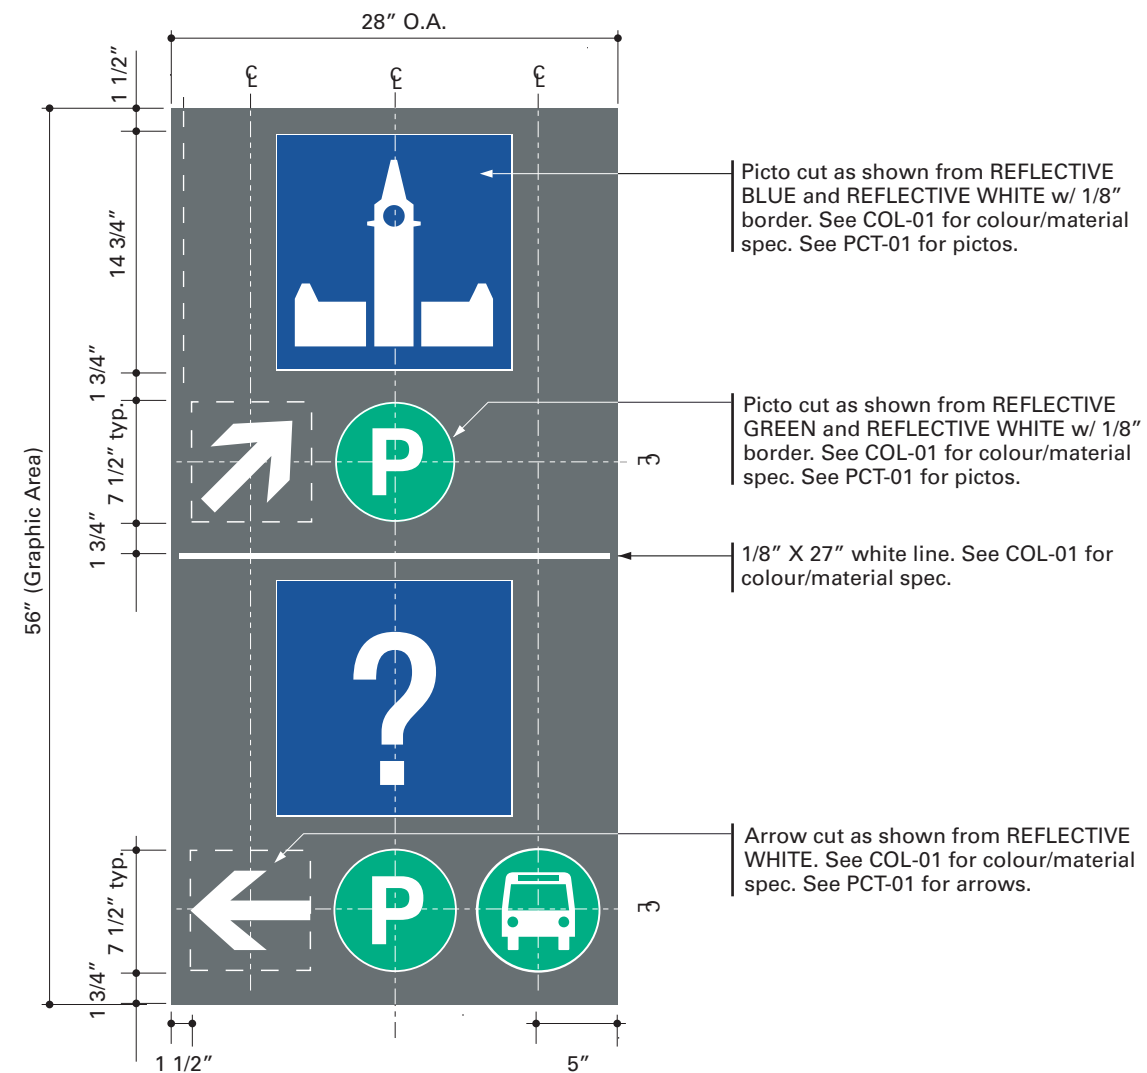 28” O.A.
1 1/2”
℄
℄
℄
14 3/4”
1 3/4”
7 1/2” typ.
1 3/4”
56” (Graphic Area)
Picto cut as shown from REFLECTIVE
BLUE and REFLECTIVE WHITE w/ 1/8”
border. See COL-01 for colour/material
spec. See PCT-01 for pictos.
P
℄
Picto cut as shown from REFLECTIVE
GREEN and REFLECTIVE WHITE w/ 1/8”
border. See COL-01 for colour/material
spec. See PCT-01 for pictos.
1/8” X 27” white line. See COL-01 for
colour/material spec.
?
7 1/2” typ.
1 3/4”
P
℄
Arrow cut as shown from REFLECTIVE
WHITE. See COL-01 for colour/material
spec. See PCT-01 for arrows.
1 1/2”
5”